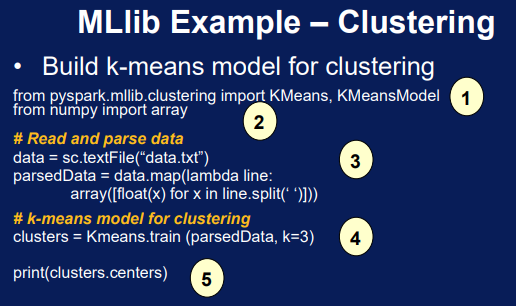 MLlib Example – Clustering
• Build k-means model for clustering
from pyspark.mllib.clustering import KMeans, KMeansModel
1
from numpy import array
2
# Read and parse data
data = sc.textFile(“data.txt”)
3
parsedData = data.map(lambda line:
array([float(x) for x in line.split(‘ ‘)]))
# k-means model for clustering
clusters = Kmeans.train (parsedData, k=3)
4
print(clusters.centers)
5